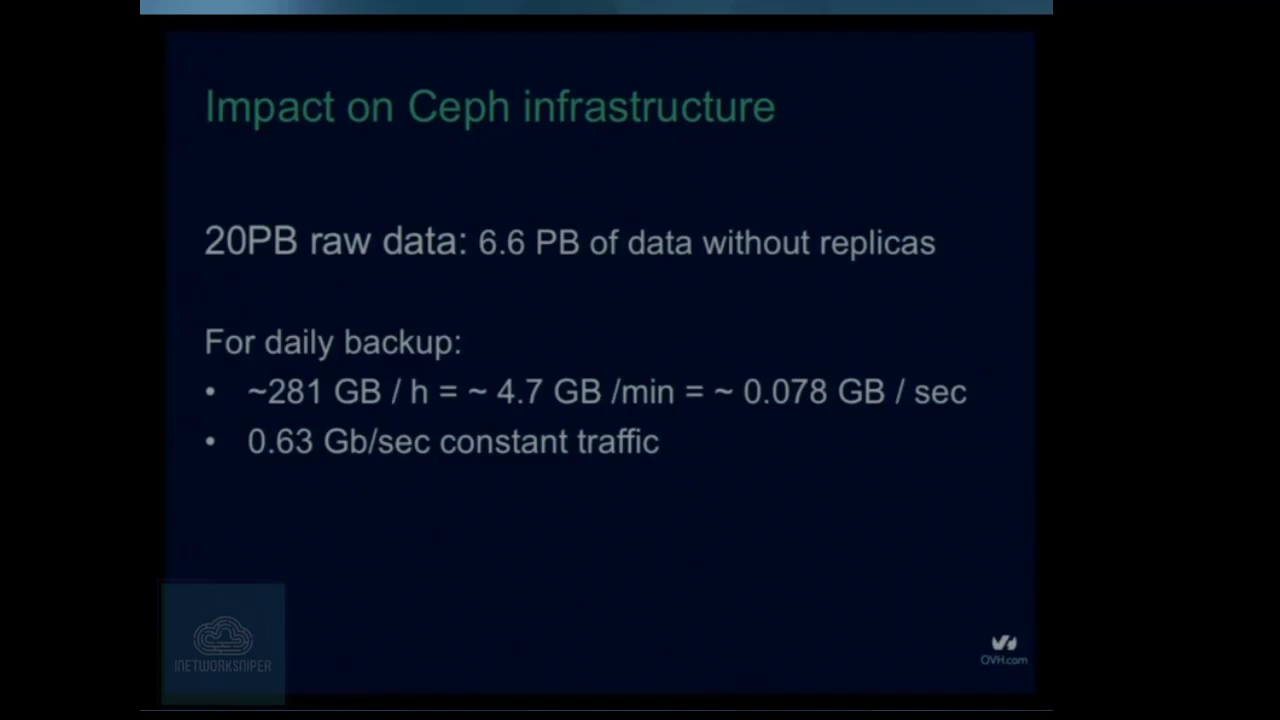 Impact on Ceph infrastructure
20PB raw data: 6.6 PB of data without replicas
For daily backup:
• ~281 GB / h = ~ 4.7 GB /min = ~ 0.078 GB / sec
• 0.63 Gb/sec constant traffic
INETWORKSNIPER
OVH.com